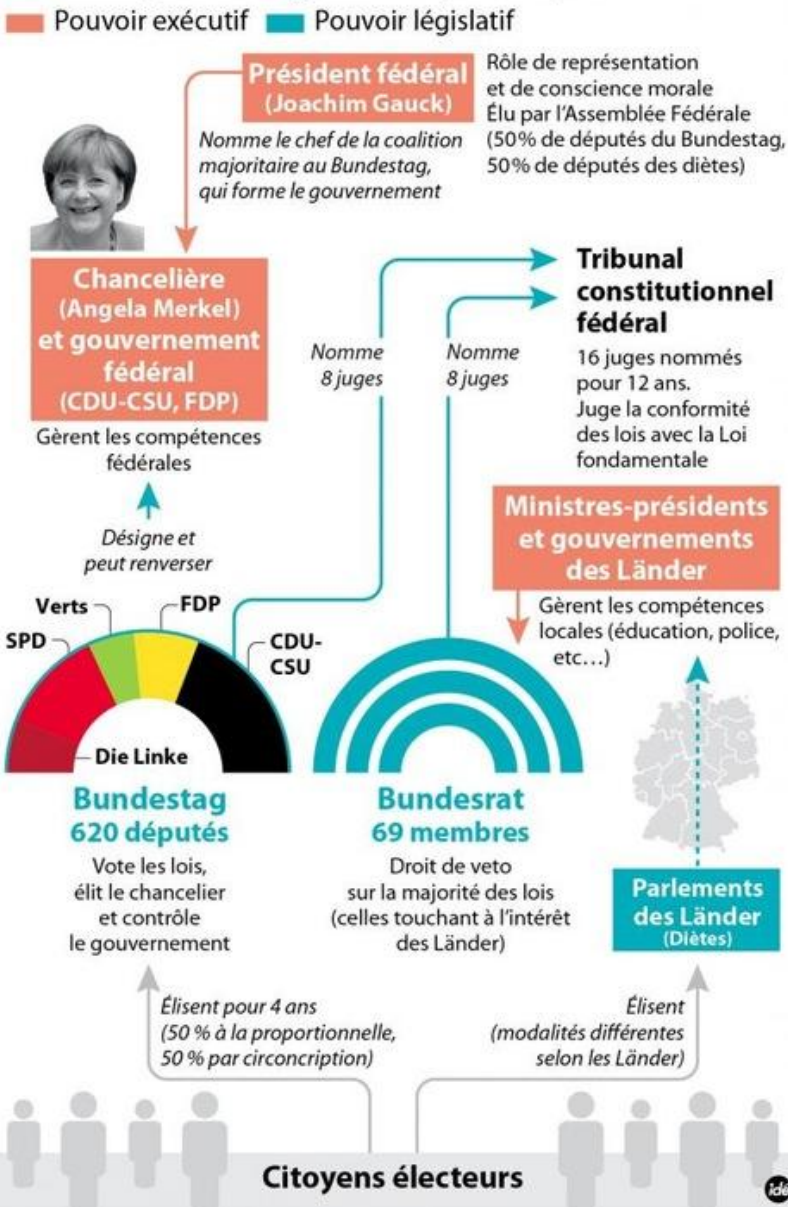 Pouvoir exécutif
Pouvoir législatif
Président fédéral
(Joachim Gauck)
Rôle de représentation
et de conscience morale
Élu par l'Assemblée Fédérale
(50% de députés du Bundestag,
50% de députés des diètes)
Nomme le chef de la coalition
majoritaire au Bundestag,
qui forme le gouvernement
Chancelière
(Angela Merkel)
et gouvernement
fédéral
(CDU-CSU, FDP)
Gèrent les compétences
fédérales
Nomme
8 juges
Nomme
8 juges
Tribunal
constitutionnel
fédéral
16 juges nommés
pour 12 ans.
Juge la conformité
des lois avec la Loi
fondamentale
Désigne et
peut renverser
Ministres-présidents
et gouvernements
des Länder
Gèrent les compétences
locales (éducation, police,
etc…)
Verts
FDP
SPD
CDU-
CSU
Die Linke
Bundestag
620 députés
Vote les lois,
élit le chancelier
et contrôle
le gouvernement
Bundesrat
69 membres
Droit de veto
sur la majorité des lois
(celles touchant à l'intérêt
des Länder)
Parlements
des Länder
(Diètes)
Élisent pour 4 ans
(50 % à la proportionnelle,
50 % par circoncription)
Élisent
(modalités différentes
selon les Länder)
Citoyens électeurs
idé